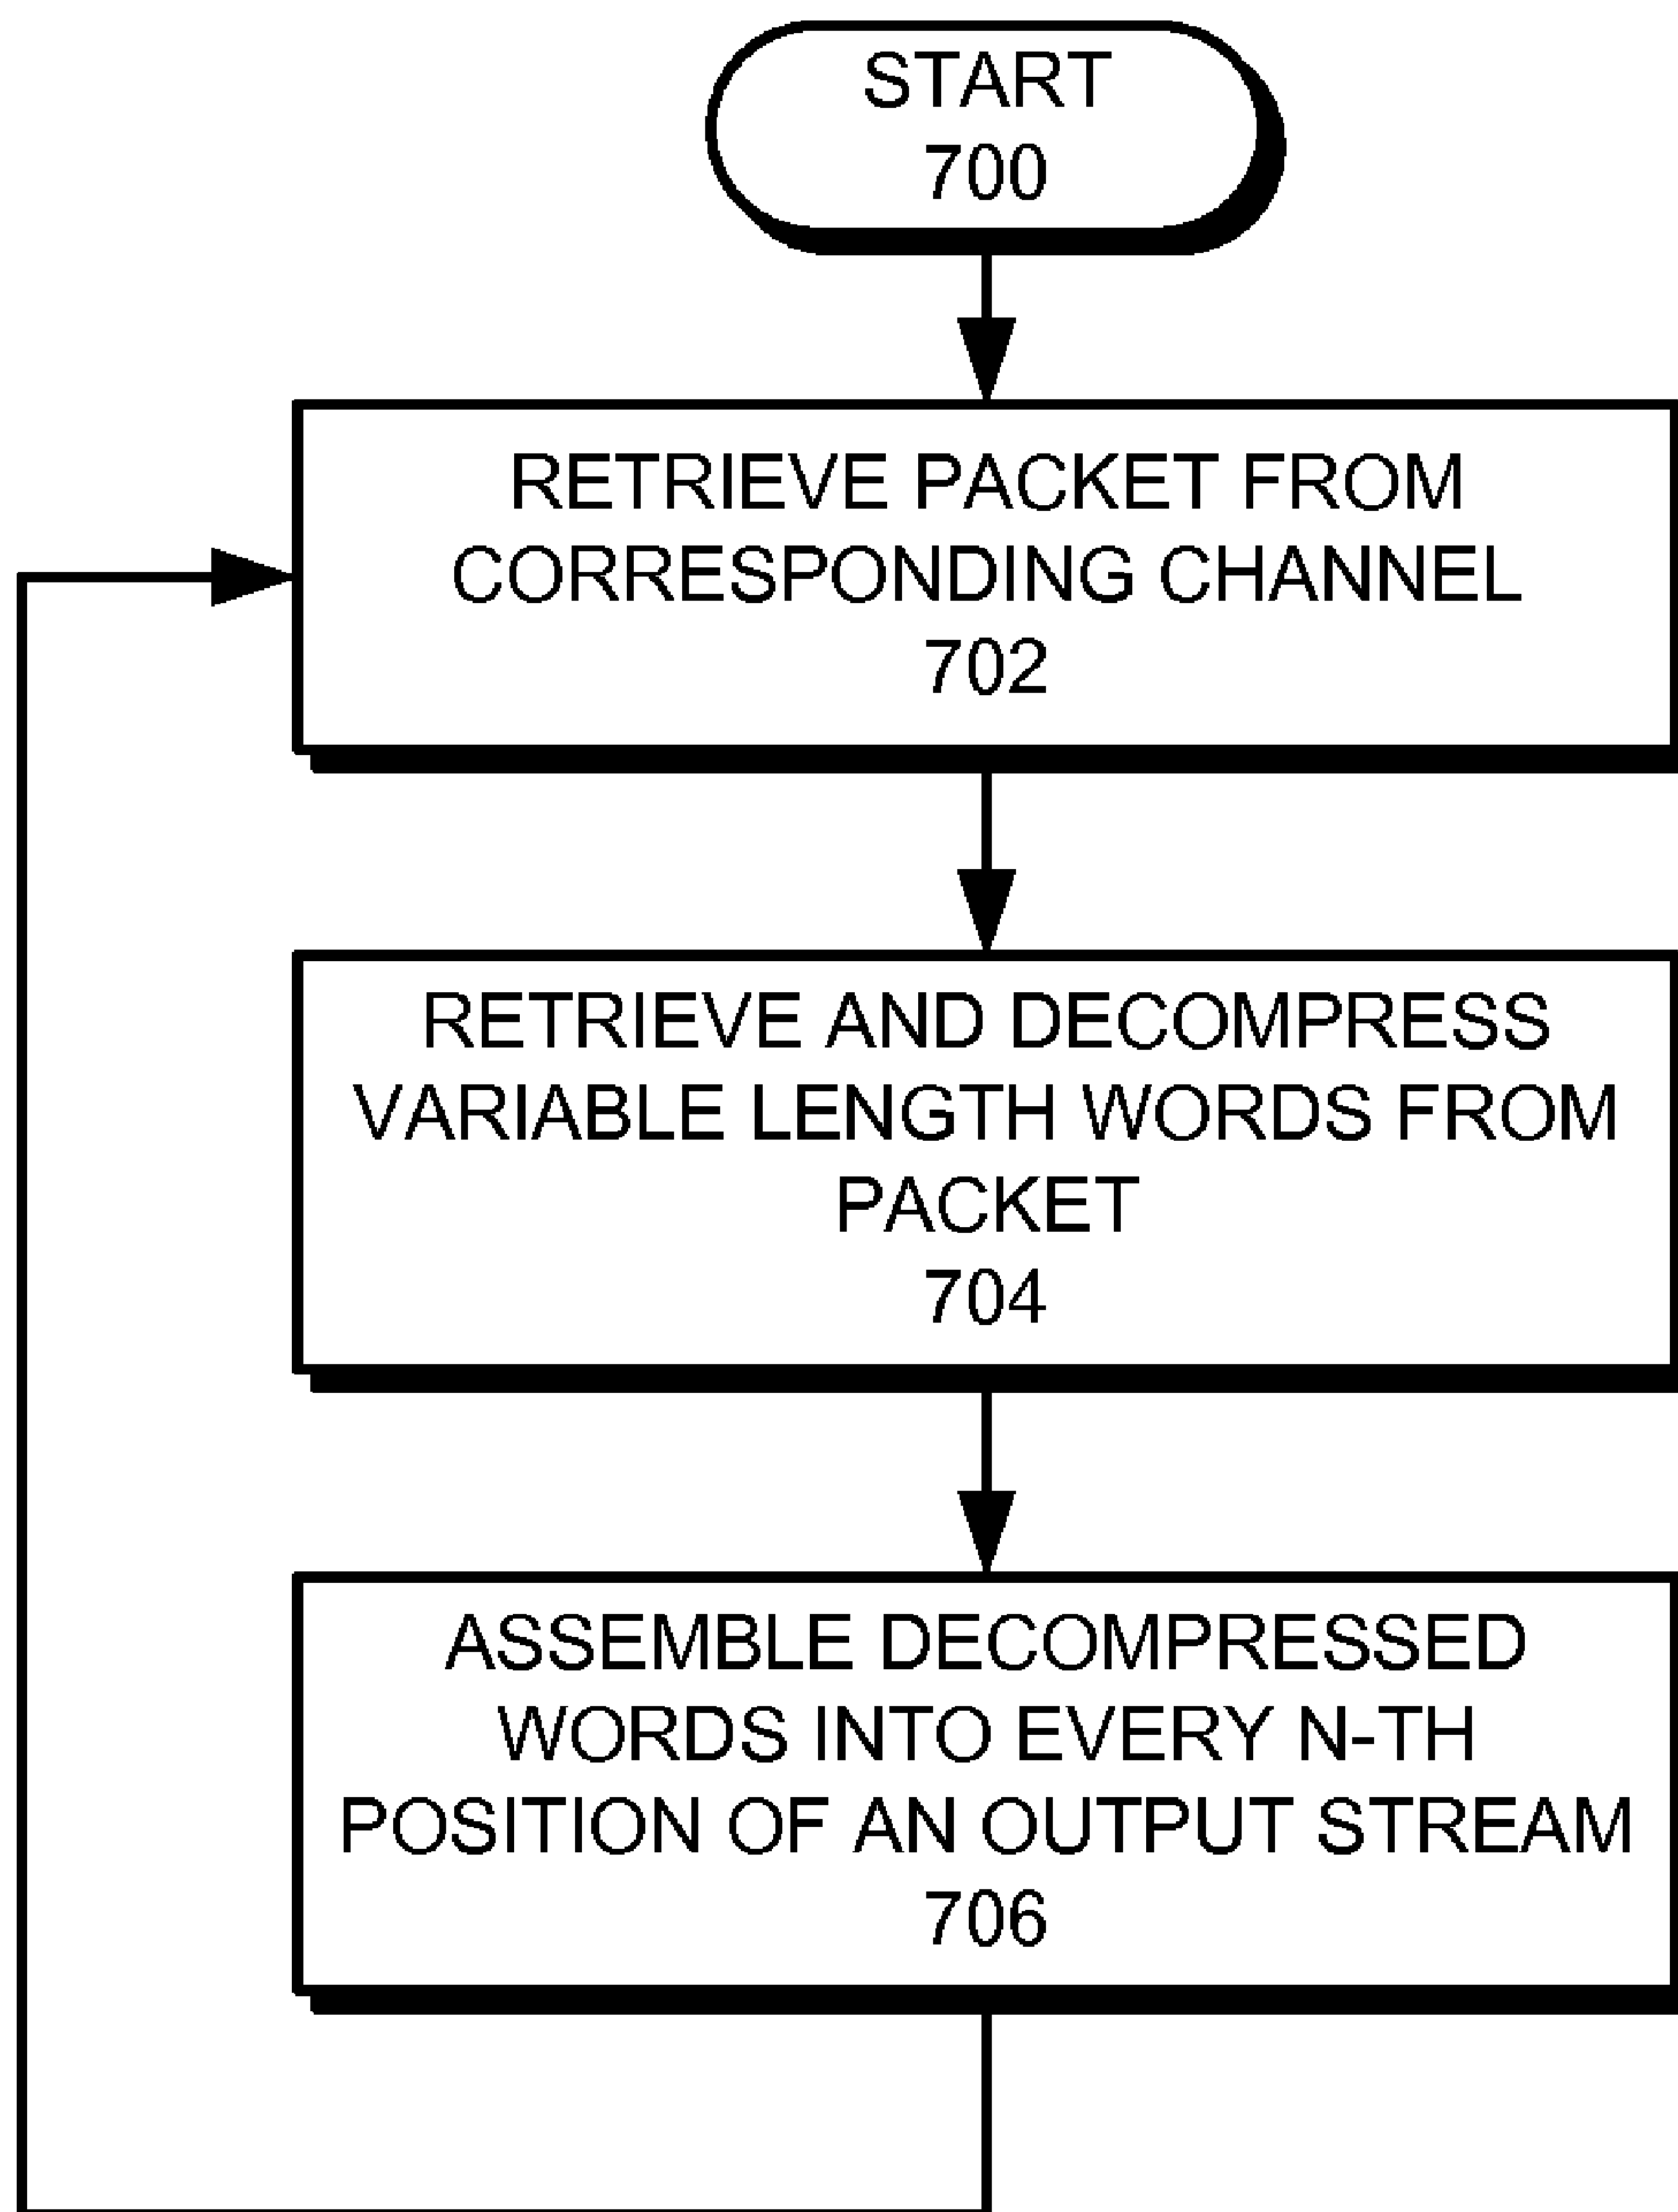 START
700
RETRIEVE PACKET FROM
CORRESPONDING CHANNEL
702
RETRIEVE AND DECOMPRESS
VARIABLE LENGTH WORDS FROM
PACKET
704
ASSEMBLE DECOMPRESSED
WORDS INTO EVERY N-TH
POSITION OF AN OUTPUT STREAM
706